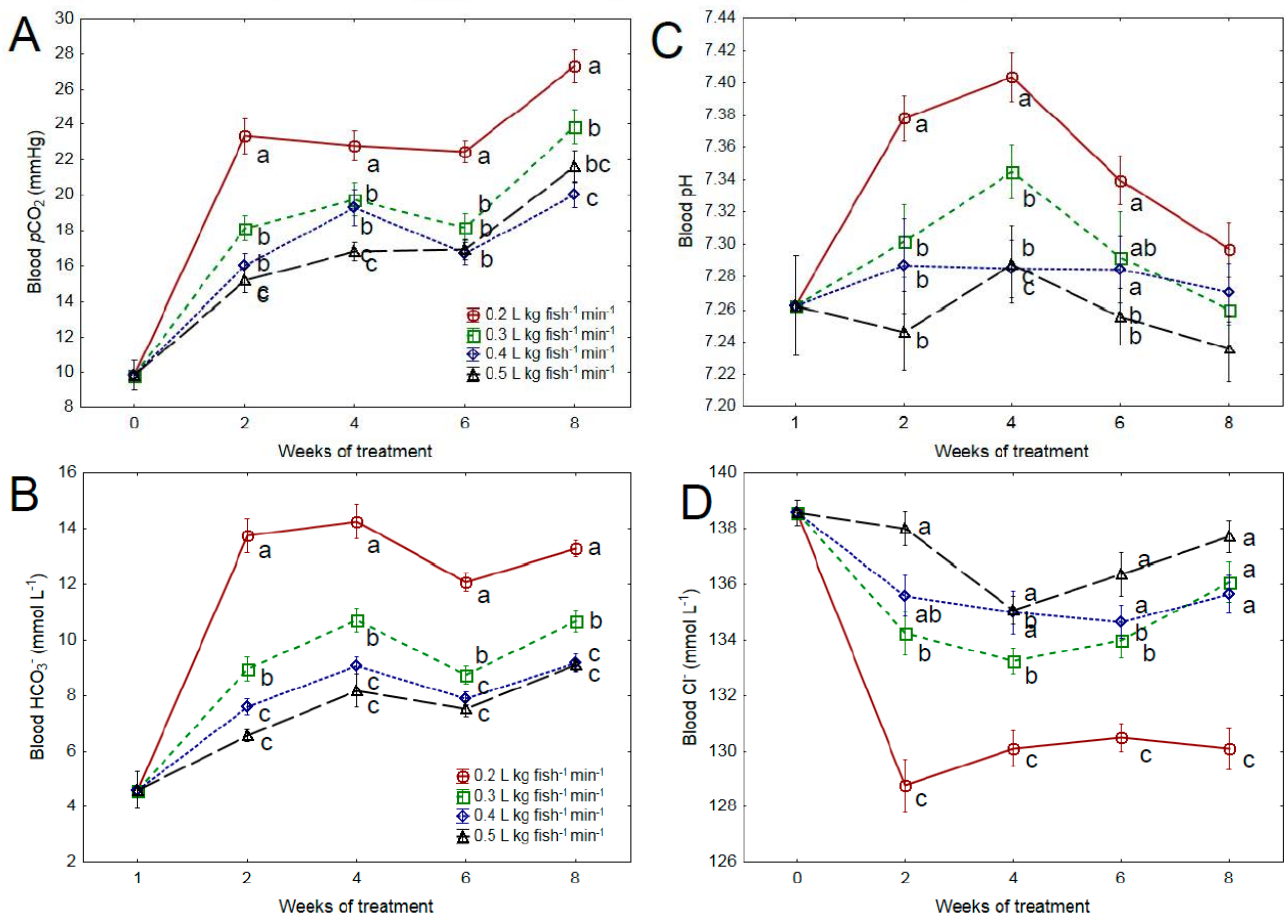 A
Blood pCO₂ (mmHg)
30
28
26
24
22
20
18
16
14
12
10
8
a
a
a
a
b
b
b
b
b
b
b
bc
c
c
c
c
0.2 L kg fish⁻¹ min⁻¹
0.3 L kg fish⁻¹ min⁻¹
0.4 L kg fish⁻¹ min⁻¹
0.5 L kg fish⁻¹ min⁻¹
0 2 4 6 8
Weeks of treatment
C
Blood pH
7.44
7.42
7.40
7.38
7.36
7.34
7.32
7.30
7.28
7.26
7.24
7.22
7.20
a
a
a
b
b
ab
b
c
a
b
c
b
b
1 2 4 6 8
Weeks of treatment
B
Blood HCO₃⁻ (mmol L⁻¹)
16
14
12
10
8
6
4
2
a
a
a
a
b
b
b
b
c
c
c
c
c
c
c
c
0.2 L kg fish⁻¹ min⁻¹
0.3 L kg fish⁻¹ min⁻¹
0.4 L kg fish⁻¹ min⁻¹
0.5 L kg fish⁻¹ min⁻¹
1 2 4 6 8
Weeks of treatment
D
Blood Cl⁻ (mmol L⁻¹)
140
138
136
134
132
130
128
126
a
a
a
a
ab
a
b
a
a
b
b
b
c
c
c
c
0 2 4 6 8
Weeks of treatment